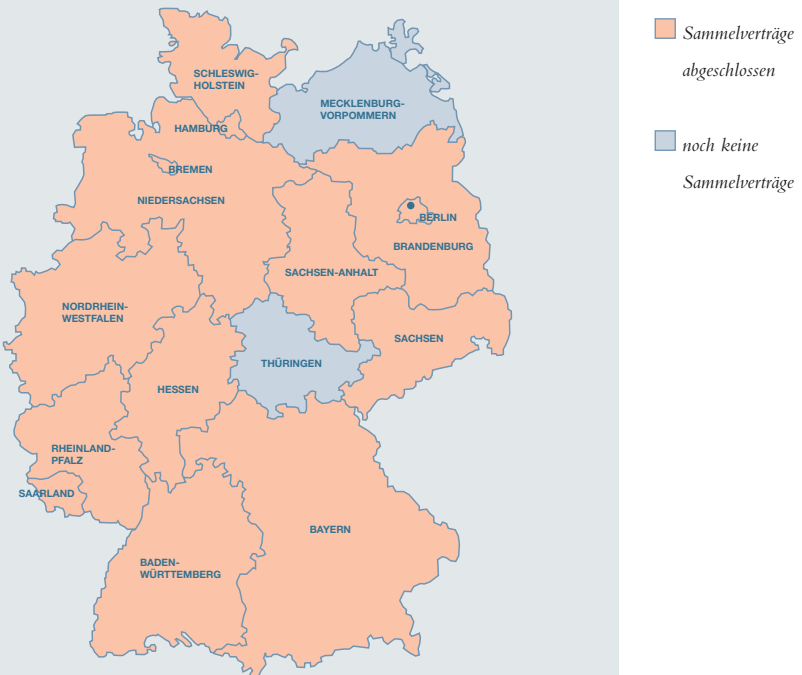 SCHLESWIG-
HOLSTEIN
MECKLENBURG-
VORPOMMERN
HAMBURG
BREMEN
NIEDERSACHSEN
BERLIN
BRANDENBURG
SACHSEN-ANHALT
NORDRHEIN-
WESTFALEN
SACHSEN
THÜRINGEN
HESSEN
RHEINLAND-
PFALZ
SAARLAND
BAYERN
BADEN-
WÜRTTEMBERG
Sammelverträge
abgeschlossen
noch keine
Sammelverträge